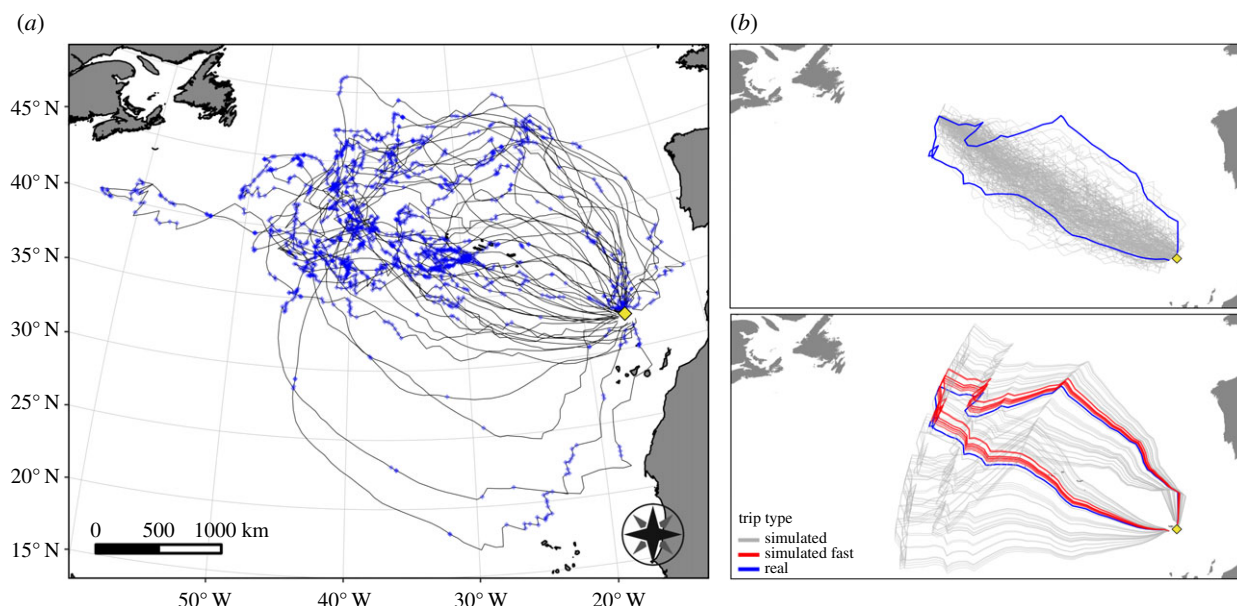 (a)
45° N
40° N
35° N
30° N
25° N
20° N
15° N
0 500 1000 km
50° W 40° W 30° W 20° W
(b)
trip type
simulated
simulated fast
real